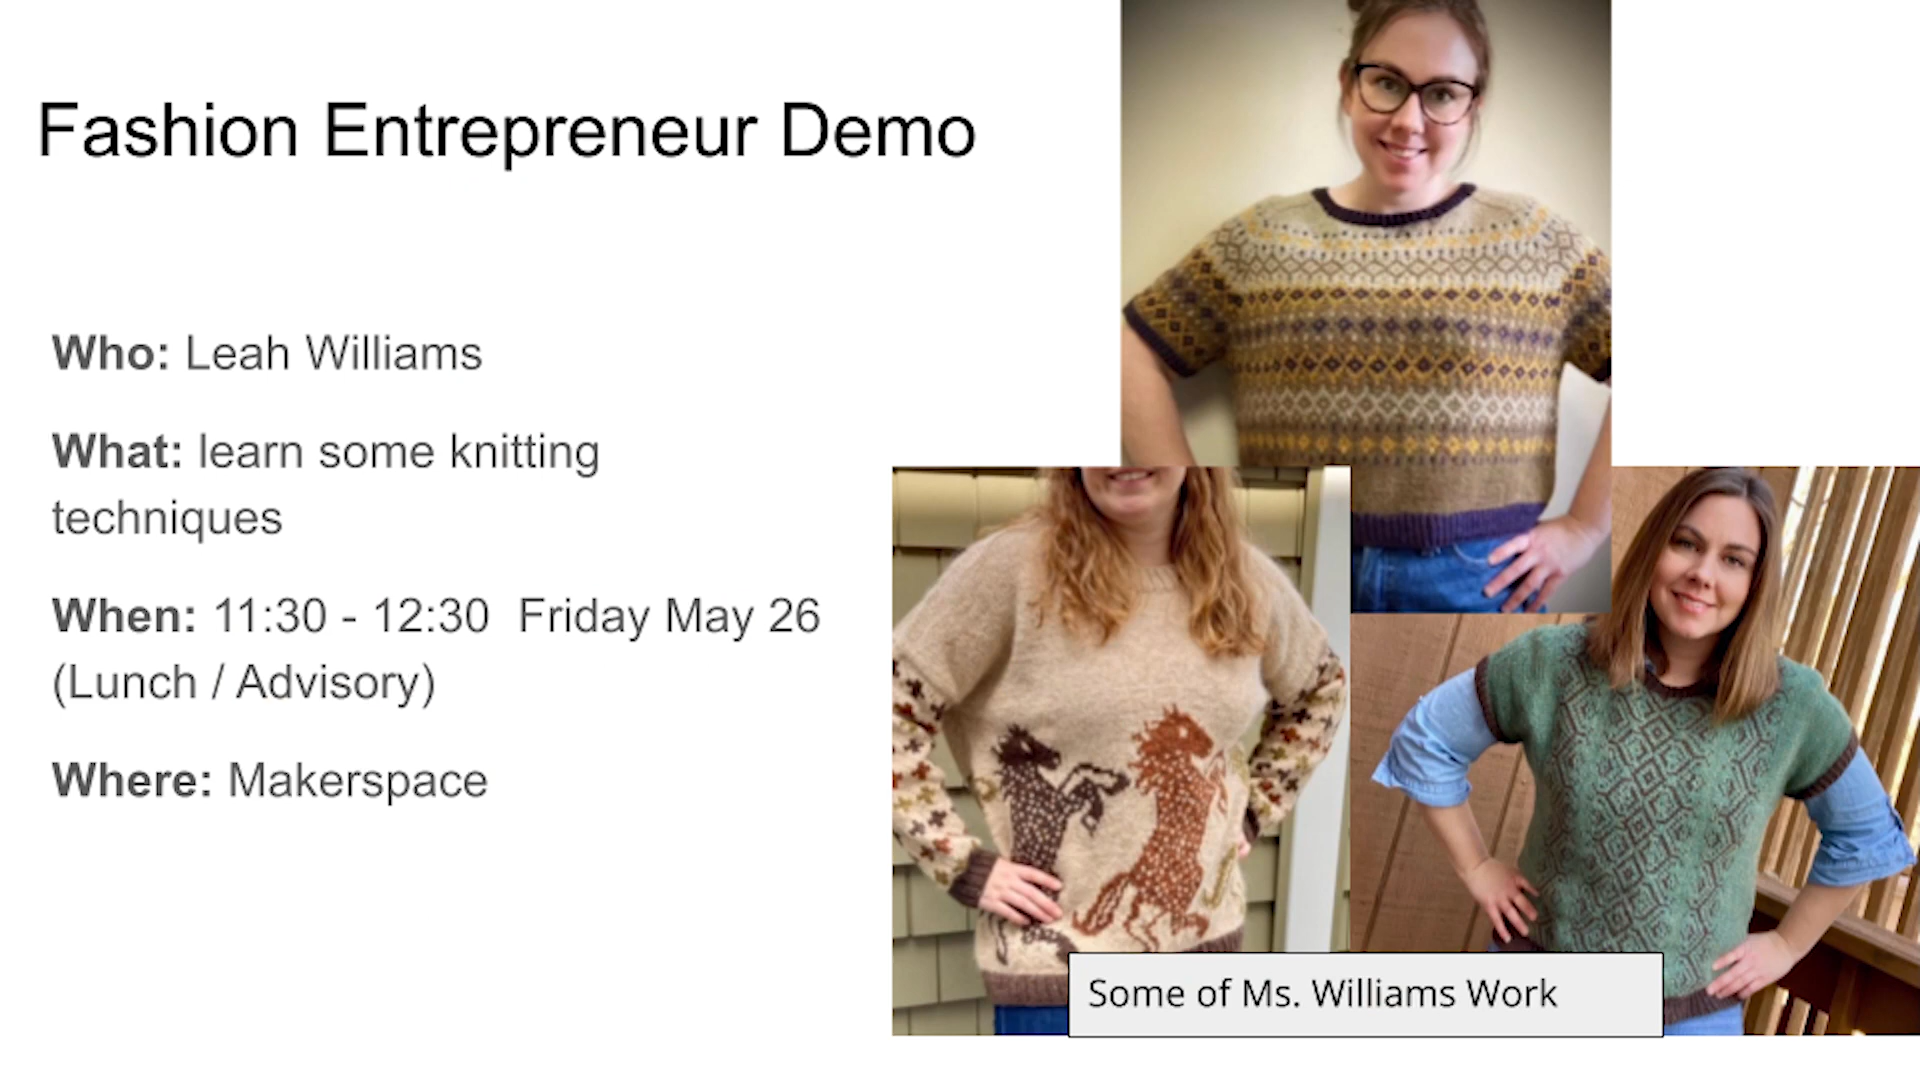 Fashion Entrepreneur Demo
Who: Leah Williams
What: learn some knitting
techniques
When: 11:30 - 12:30  Friday May 26
(Lunch / Advisory)
Where: Makerspace
Some of Ms. Williams Work